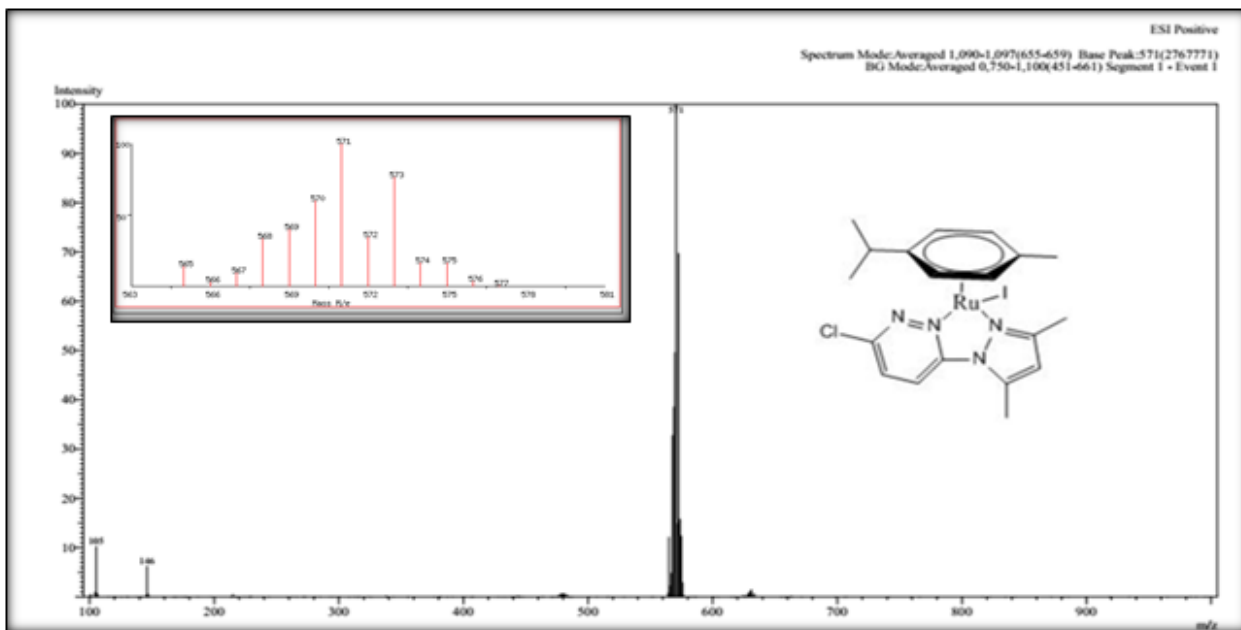 ESI Positive
Spectrum Mode:Averaged 1,090-1,097(655-659) Base Peak:571(2767771)
BG Mode:Averaged 0,750-1,100(451-661) Segment 1 - Event 1
Intensity
100
90
80
70
60
50
40
30
20
10
571
100
50
565
566
567
568
569
570
571
572
573
574
575
576
577
563 569 572 575 578 581
Mass m/z
Ru
I
N
N
N
N
N
Cl
105
146
100 200 300 400 500 600 700 800 900
m/z